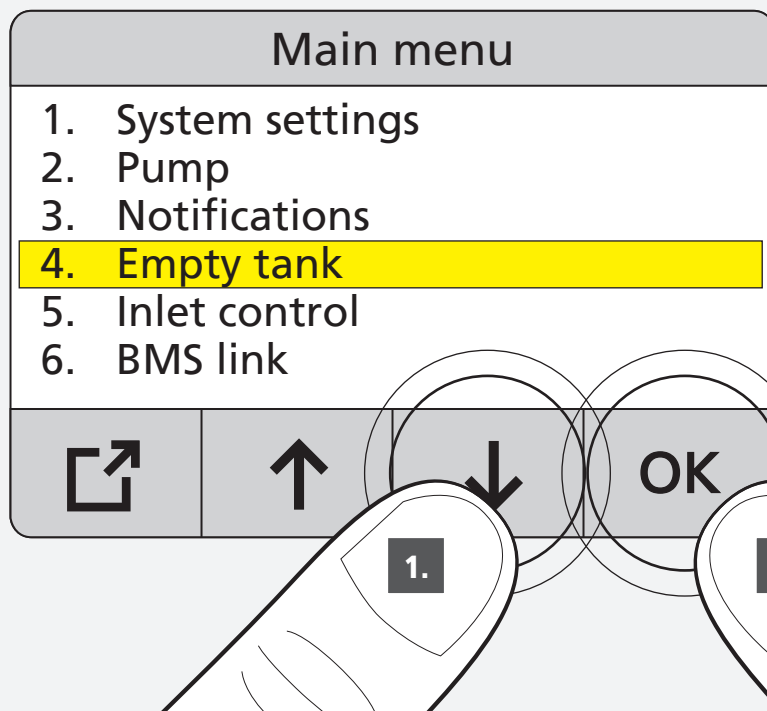 Main menu
1. System settings
2. Pump
3. Notifications
4. Empty tank
5. Inlet control
6. BMS link
OK
1.